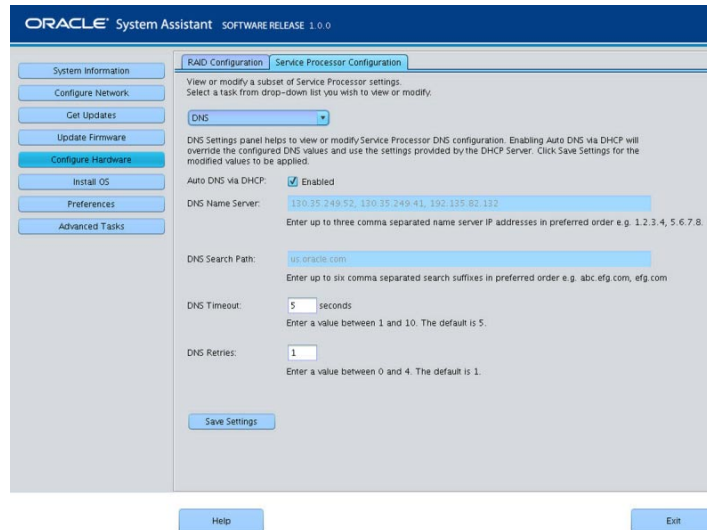 ORACLE System Assistant SOFTWARE RELEASE 1.0.0
System Information
Configure Network
Get Updates
Update Firmware
Configure Hardware
Install OS
Preferences
Advanced Tasks
RAID Configuration
Service Processor Configuration
View or modify a subset of Service Processor settings.
Select a task from drop-down list you wish to view or modify.
DNS
DNS Settings panel helps to view or modify Service Processor DNS configuration. Enabling Auto DNS via DHCP will
override the configured DNS values and use the settings provided by the DHCP Server. Click Save Settings for the
modified values to be applied.
Auto DNS via DHCP: Enabled
DNS Name Server: 130.35.249.52, 130.35.249.41, 192.135.82.132
Enter up to three comma separated name server IP addresses in preferred order e.g. 1.2.3.4, 5.6.7.8.
DNS Search Path: us.oracle.com
Enter up to six comma separated search suffixes in preferred order e.g. abc.efg.com, efg.com
DNS Timeout: 5 seconds
Enter a value between 1 and 10. The default is 5.
DNS Retries: 1
Enter a value between 0 and 4. The default is 1.
Save Settings
Help
Exit